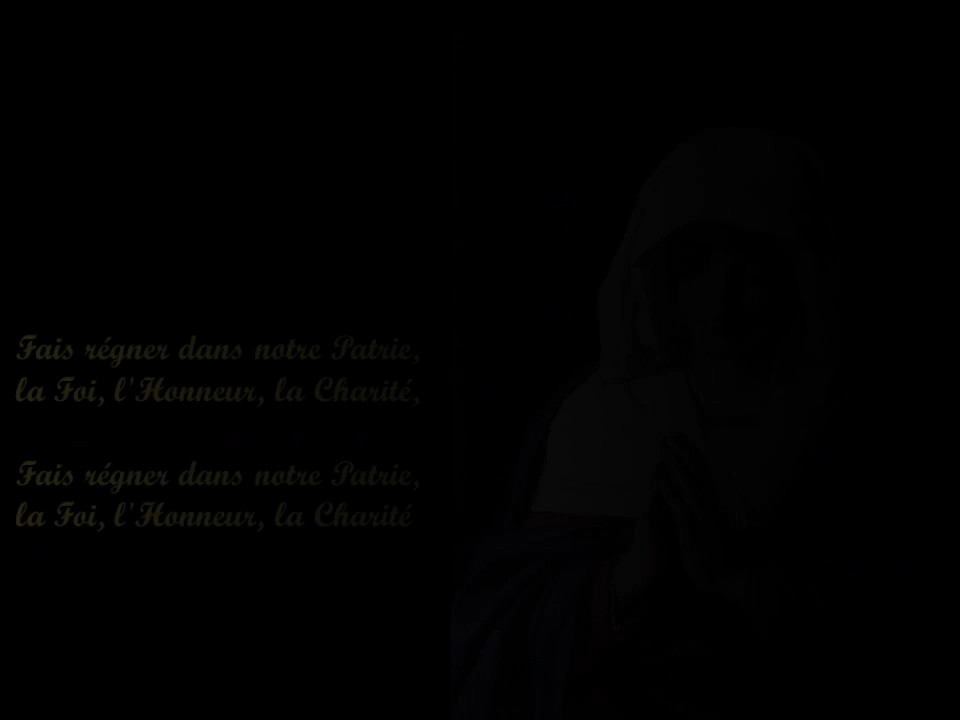 Fais régner dans notre Patrie,
la Foi, l'Honneur, la Charité,
Fais régner dans notre Patrie,
la Foi, l'Honneur, la Charité